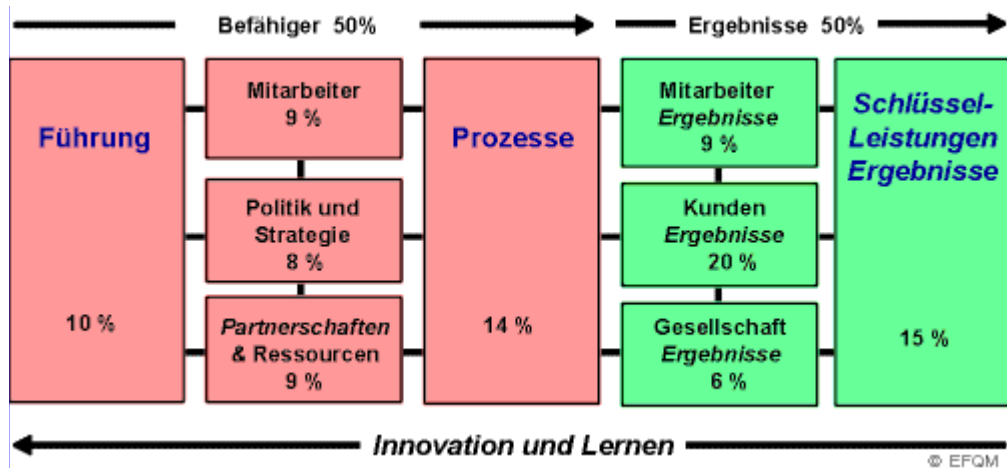 Befähiger 50%
Ergebnisse 50%
Führung
10 %
Mitarbeiter
9 %
Politik und
Strategie
8 %
Partnerschaften
& Ressourcen
9 %
Prozesse
14 %
Mitarbeiter
Ergebnisse
9 %
Kunden
Ergebnisse
20 %
Gesellschaft
Ergebnisse
6 %
Schlüssel-
Leistungen
Ergebnisse
15 %
Innovation und Lernen
© EFQM